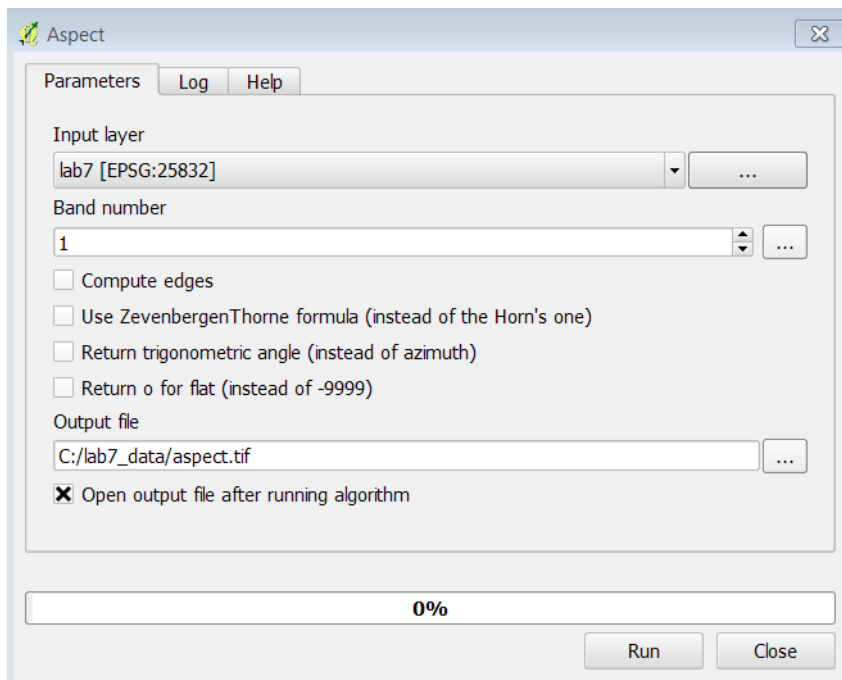 Aspect
Parameters Log Help
Input layer
lab7 [EPSG:25832]
...
Band number
1
...
Compute edges
Use ZevenbergenThorne formula (instead of the Horn's one)
Return trigonometric angle (instead of azimuth)
Return o for flat (instead of -9999)
Output file
C:/lab7_data/aspect.tif
...
Open output file after running algorithm
0%
Run Close